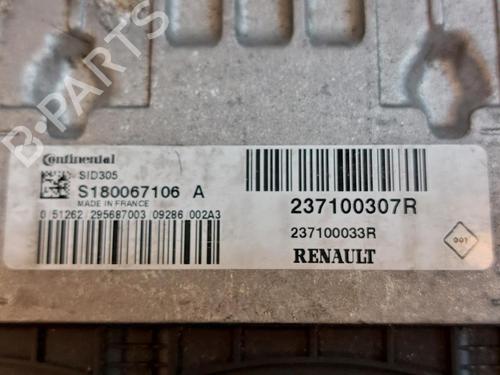 B-PARTS
Continental
SID305
S180067106 A
MADE IN FRANCE
0 51262 / 295687003 09286 002A3
237100307R
237100033R
RENAULT
001